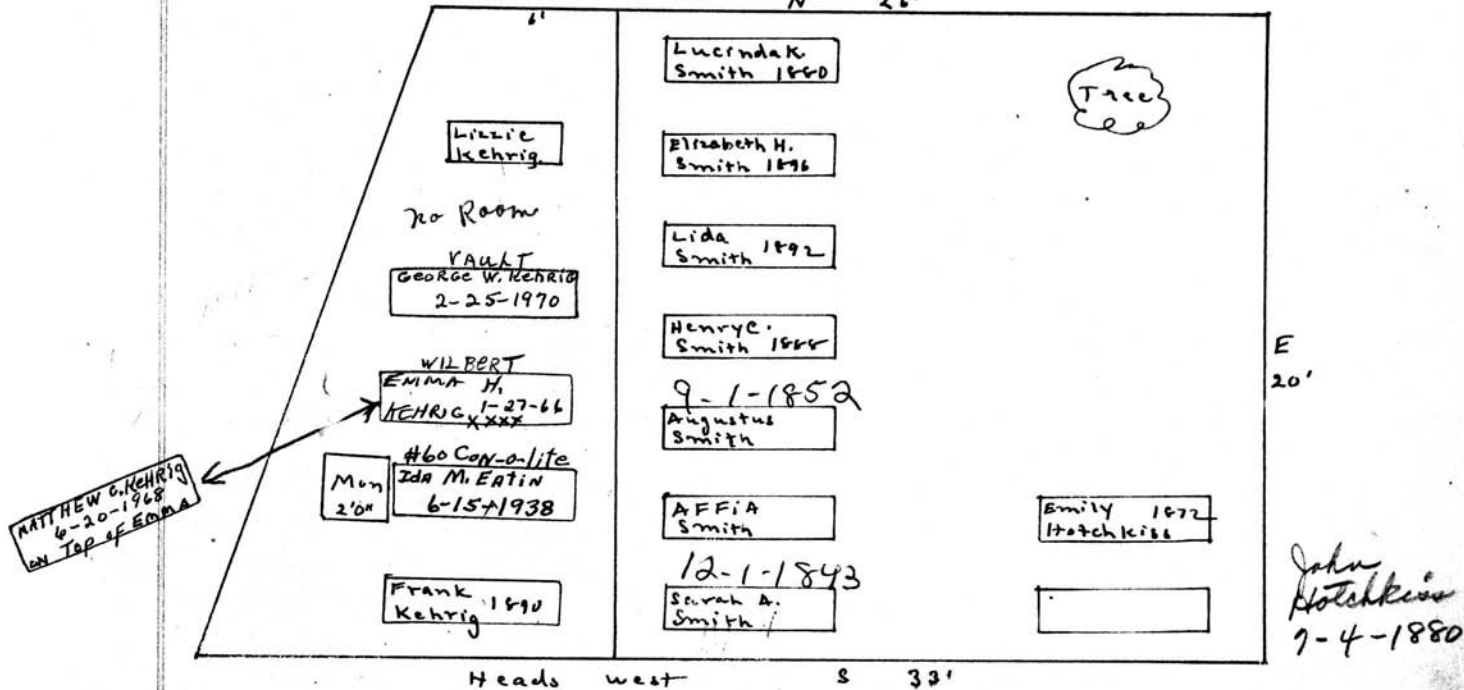 6'
N 26'
Lucinda K.
Smith 1880
Tree
Lizzie
Kehrig
Elizabeth H.
Smith 1896
No Room
Lida
Smith 1892
VAULT
GEORGE W. KEHRIG
2-25-1970
Henry C.
Smith 1888
E
20'
WILBERT
EMMA H.
KEHRIG 1-27-66
XXXX
9-1-1852
Augustus
Smith
MATTHEW C. KEHRIG
6-20-1968
ON TOP of EMMA
Mon
2'0"
#60 Con-o-lite
Ida M. EATIN
6-15-1938
AFFiA
Smith
Emily 1872
Hotchkiss
12-1-1843
Sarah A.
Smith
Frank
Kehrig 1890
John
Hotchkiss
7-4-1880
Heads west S 33'